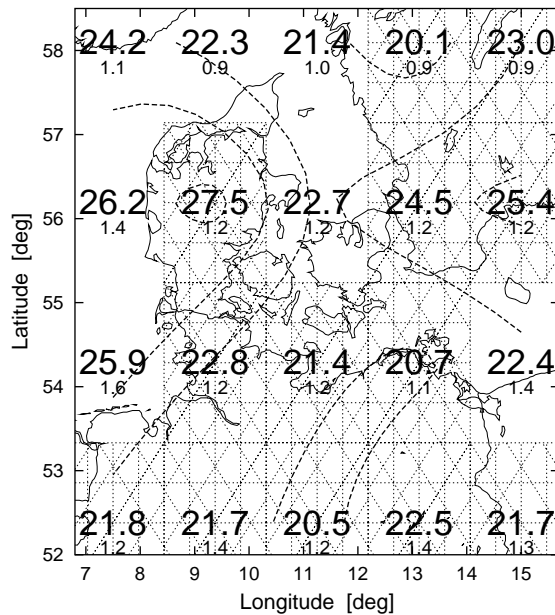 58
24.2 22.3 21.4 20.1 23.0
1.1 0.9 1.0 0.9 0.9
57
26.2 27.5 22.7 24.5 25.4
1.4 1.2 1.2 1.2 1.2
56
55
Latitude [deg]
25.9 22.8 21.4 20.7 22.4
1.6 1.2 1.2 1.1 1.4
54
53
21.8 21.7 20.5 22.5 21.7
1.2 1.4 1.2 1.4 1.3
52
7 8 9 10 11 12 13 14 15
Longitude [deg]